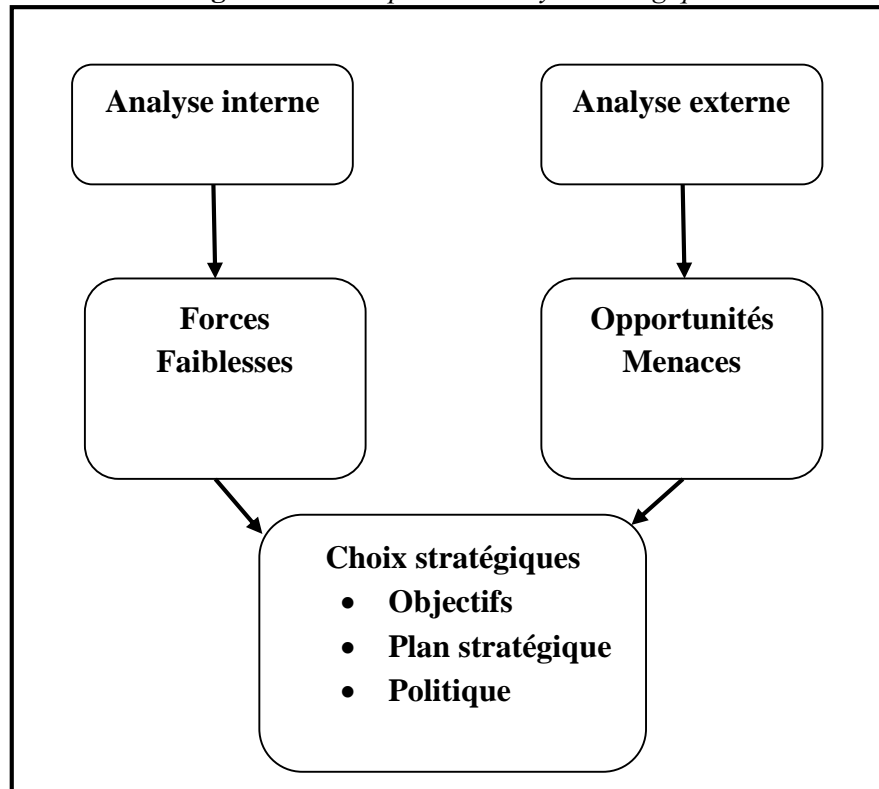 Analyse interne
Analyse externe
Forces
Faiblesses
Opportunités
Menaces
Choix stratégiques
• Objectifs
• Plan stratégique
• Politique